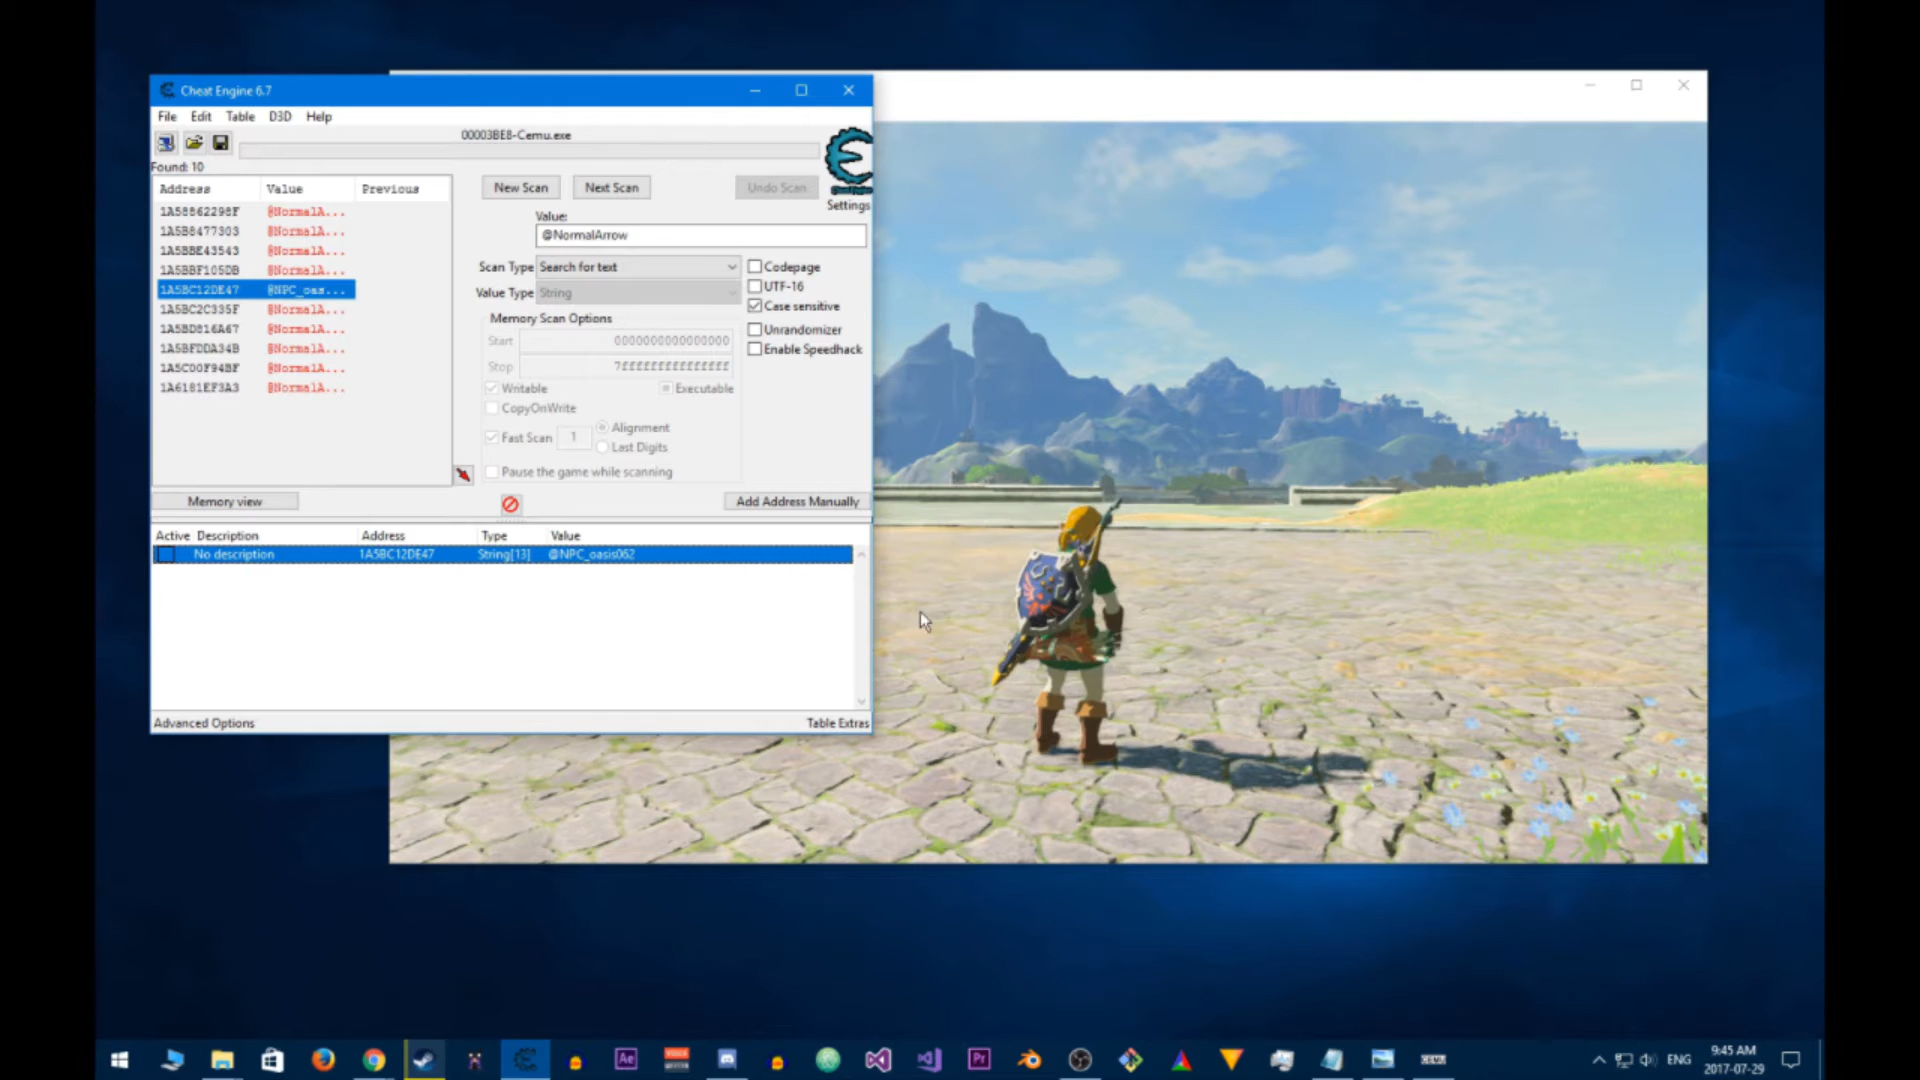 Cheat Engine 6.7
File Edit Table D3D Help
00003BE8-Cemu.exe
Found: 10
Address Value Previous
1A58862298F @NormalA...
1A5B8477303 @NormalA...
1A5BBE43543 @NormalA...
1A5BBF105DB @NormalA...
1A5BC12DE47 @NPC_oas...
1A5BC2C335F @NormalA...
1A5BD816A67 @NormalA...
1A5BFDDA34B @NormalA...
1A5C00F94BF @NormalA...
1A6181EF3A3 @NormalA...
New Scan Next Scan Undo Scan
Settings
Value:
@NormalArrow
Scan Type Search for text
Value Type String
Codepage
UTF-16
Case sensitive
Unrandomizer
Enable Speedhack
Memory Scan Options
Start 0000000000000000
Stop 7fffffffffffffff
Writable Executable
CopyOnWrite
Fast Scan 1 Alignment
Last Digits
Pause the game while scanning
Memory view Add Address Manually
Active Description Address Type Value
No description 1A5BC12DE47 String[13] @NPC_oasis062
Advanced Options Table Extras
Ae Pr CEMU
ENG 9:45 AM
2017-07-29